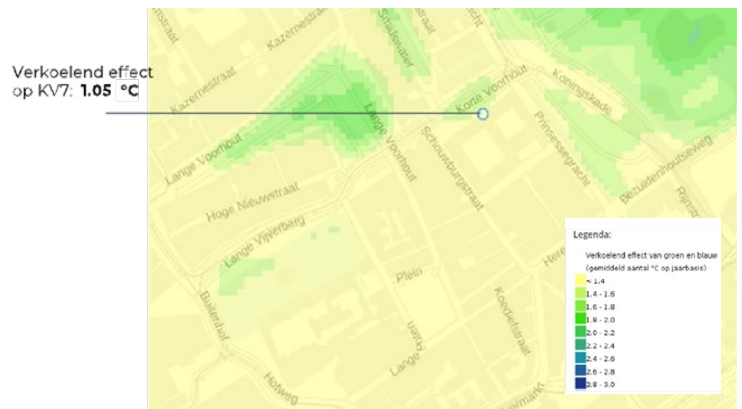 Verkoelend effect
op KV7: 1.05 °C
Kazernestraat
Smidswater
Kazernestraat
Korte Voorhout
Koningskade
Lange Voorhout
Prinsessegracht
Schouwburgstraat
Lange Voorhout
Bezuidenhoutseweg
Hoge Nieuwstraat
Lange Vijverberg
Plein
Buitenhof
Korte
Hofweg
Legenda:
Verkoelend effect van groen en blauw
(gemiddeld aantal °C op jaarbasis)
< 1.4
1.4 - 1.6
1.6 - 1.8
1.8 - 2.0
2.0 - 2.2
2.2 - 2.4
2.4 - 2.6
2.6 - 2.8
2.8 - 3.0